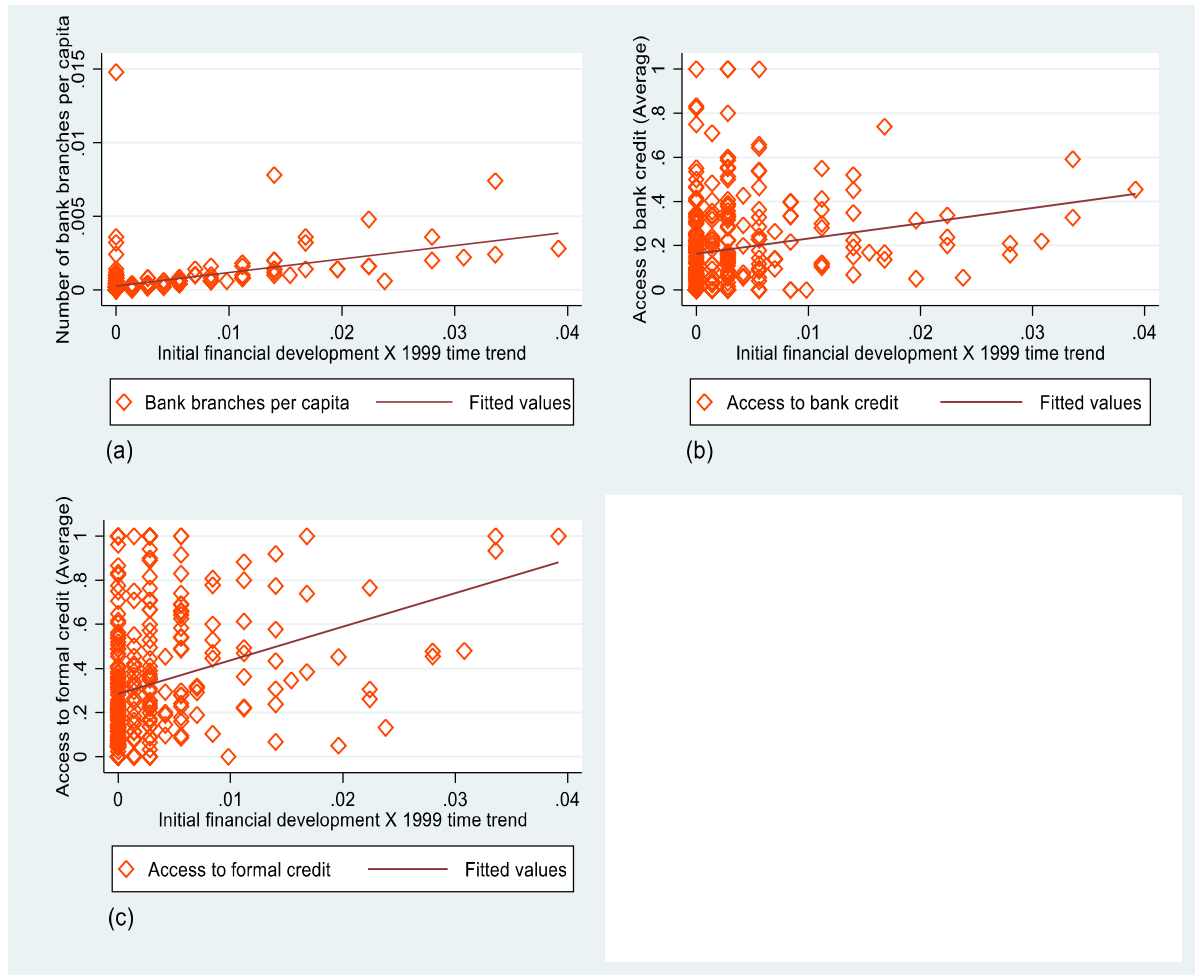 Number of bank branches per capita
.015
.01
.005
0
0 .01 .02 .03 .04
Initial financial development X 1999 time trend
Bank branches per capita Fitted values
(a)
Access to bank credit (Average)
1
.8
.6
.4
.2
0
0 .01 .02 .03 .04
Initial financial development X 1999 time trend
Access to bank credit Fitted values
(b)
Access to formal credit (Average)
1
.8
.6
.4
.2
0
0 .01 .02 .03 .04
Initial financial development X 1999 time trend
Access to formal credit Fitted values
(c)